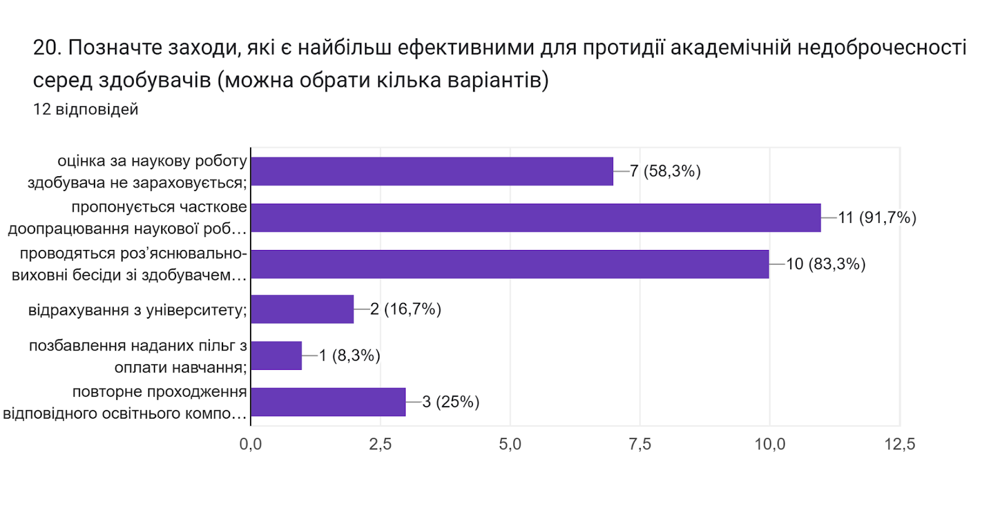 20. Позначте заходи, які є найбільш ефективними для протидії академічній недоброчесності
серед здобувачів (можна обрати кілька варіантів)
12 відповідей
оцінка за наукову роботу
здобувача не зараховується;
7 (58,3%)
пропонується часткове
доопрацювання наукової роб…
11 (91,7%)
проводяться роз’яснювально-
виховні бесіди зі здобувачем…
10 (83,3%)
відрахування з університету;
2 (16,7%)
позбавлення наданих пільг з
оплати навчання;
1 (8,3%)
повторне проходження
відповідного освітнього компо…
3 (25%)
0,0 2,5 5,0 7,5 10,0 12,5